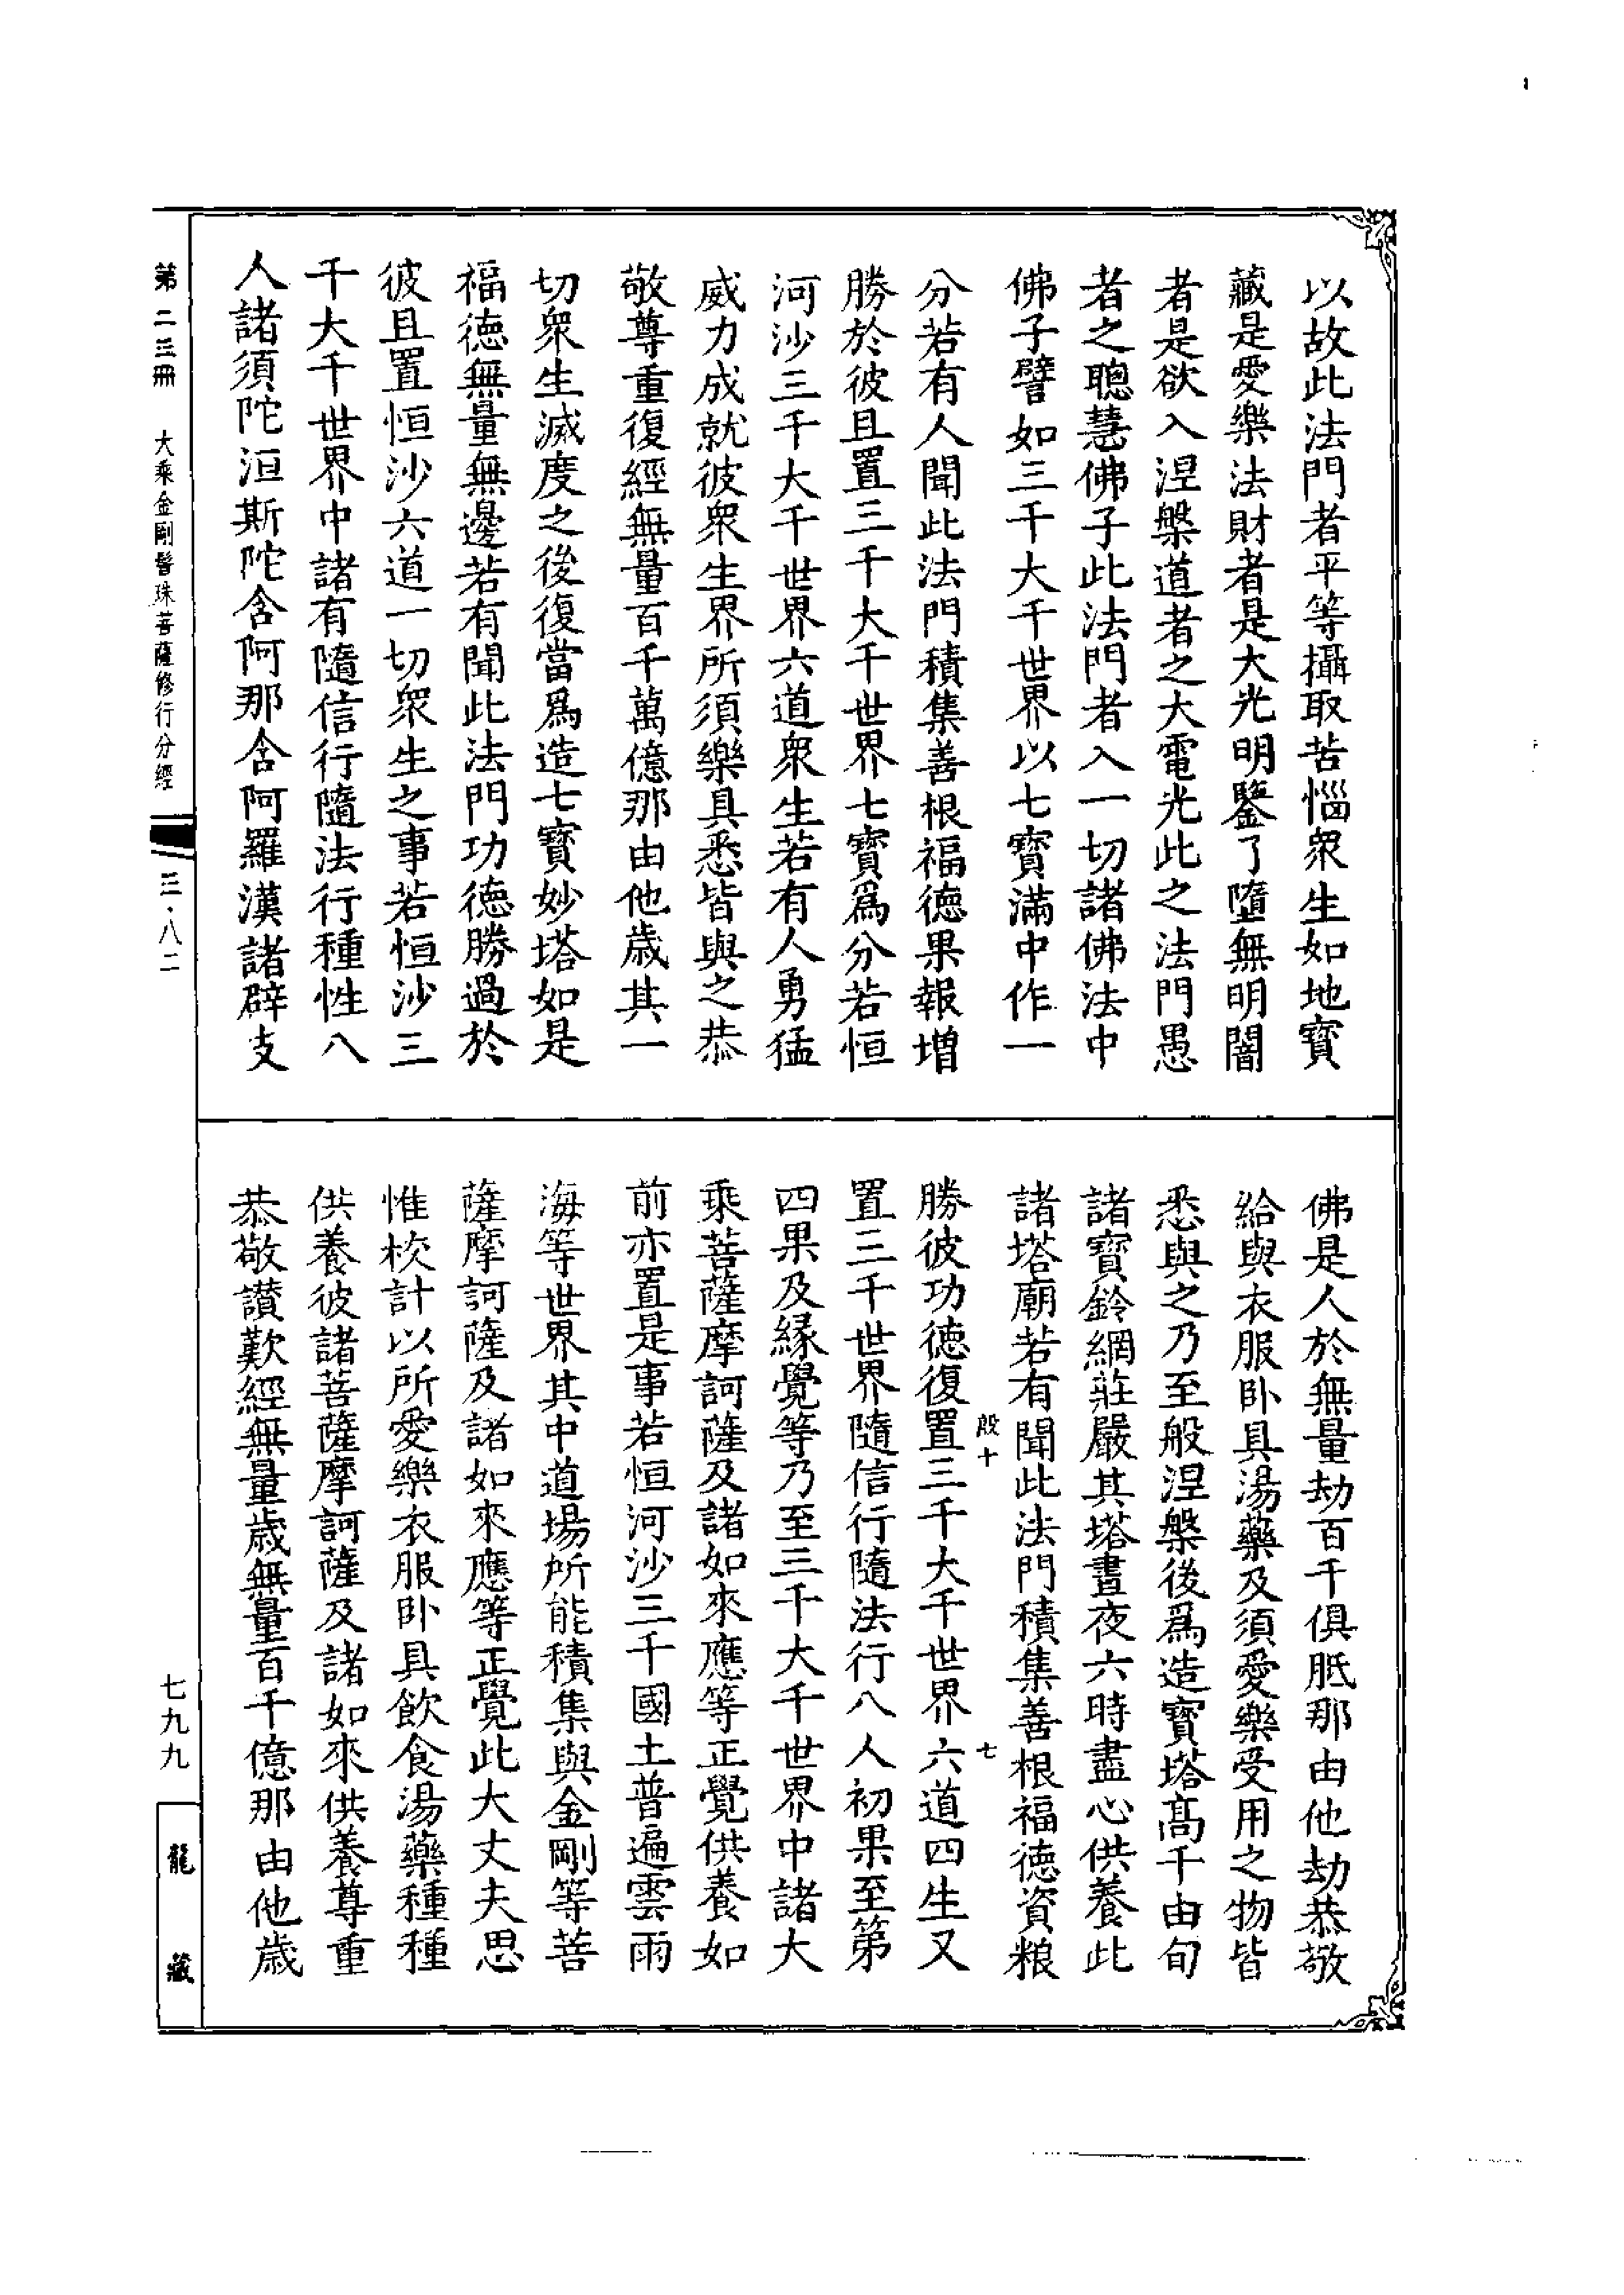 以故此法門者平等攝取苦惱衆生如地寶
藏是愛樂法財者是大光明鑒了墮無明闇
者是欲入涅槃道者之大電光此之法門愚
者之聰慧佛子此法門者入一切諸佛法中
佛子譬如三千大千世界以七寶滿中作一
分若有人聞此法門積集善根福德果報增
勝於彼且置三千大千世界七寶爲分若恒
河沙三千大千世界六道衆生若有人勇猛
威力成就彼衆生界所須樂具悉皆與之恭
敬尊重復經無量百千萬億那由他歲其一
切衆生滅度之後復當爲造七寶妙塔如是
福德無量無邊若有聞此法門功德勝過於
彼且置恒沙六道一切衆生之事若恒沙三
千大千世界中諸有隨信行隨法行種性八
人諸須陀洹斯陀含阿那含阿羅漢諸辟支
佛是人於無量劫百千俱胝那由他劫恭敬
給與衣服卧具湯藥及須愛樂受用之物皆
悉與之乃至般涅槃後爲造寶塔髙千由旬
諸寶鈴網莊嚴其塔晝夜六時盡心供養此
諸塔廟若有聞此法門積集善根福德資粮
殷十 七
勝彼功德復置三千大千世界六道四生又
置三千世界隨信行隨法行八人初果至第
四果及緣覺等乃至三千大千世界中諸大
乘菩薩摩訶薩及諸如來應等正覺供養如
前亦置是事若恒河沙三千國土普遍雲雨
海等世界其中道場所能積集與金剛等菩
薩摩訶薩及諸如來應等正覺此大丈夫思
惟校計以所愛樂衣服卧具飲食湯藥種種
供養彼諸菩薩摩訶薩及諸如來供養尊重
恭敬讃歎經無量歲無量百千億那由他歲
第二三冊 大乘金剛髻珠菩薩修行分經
三·八二
七九九
龍藏